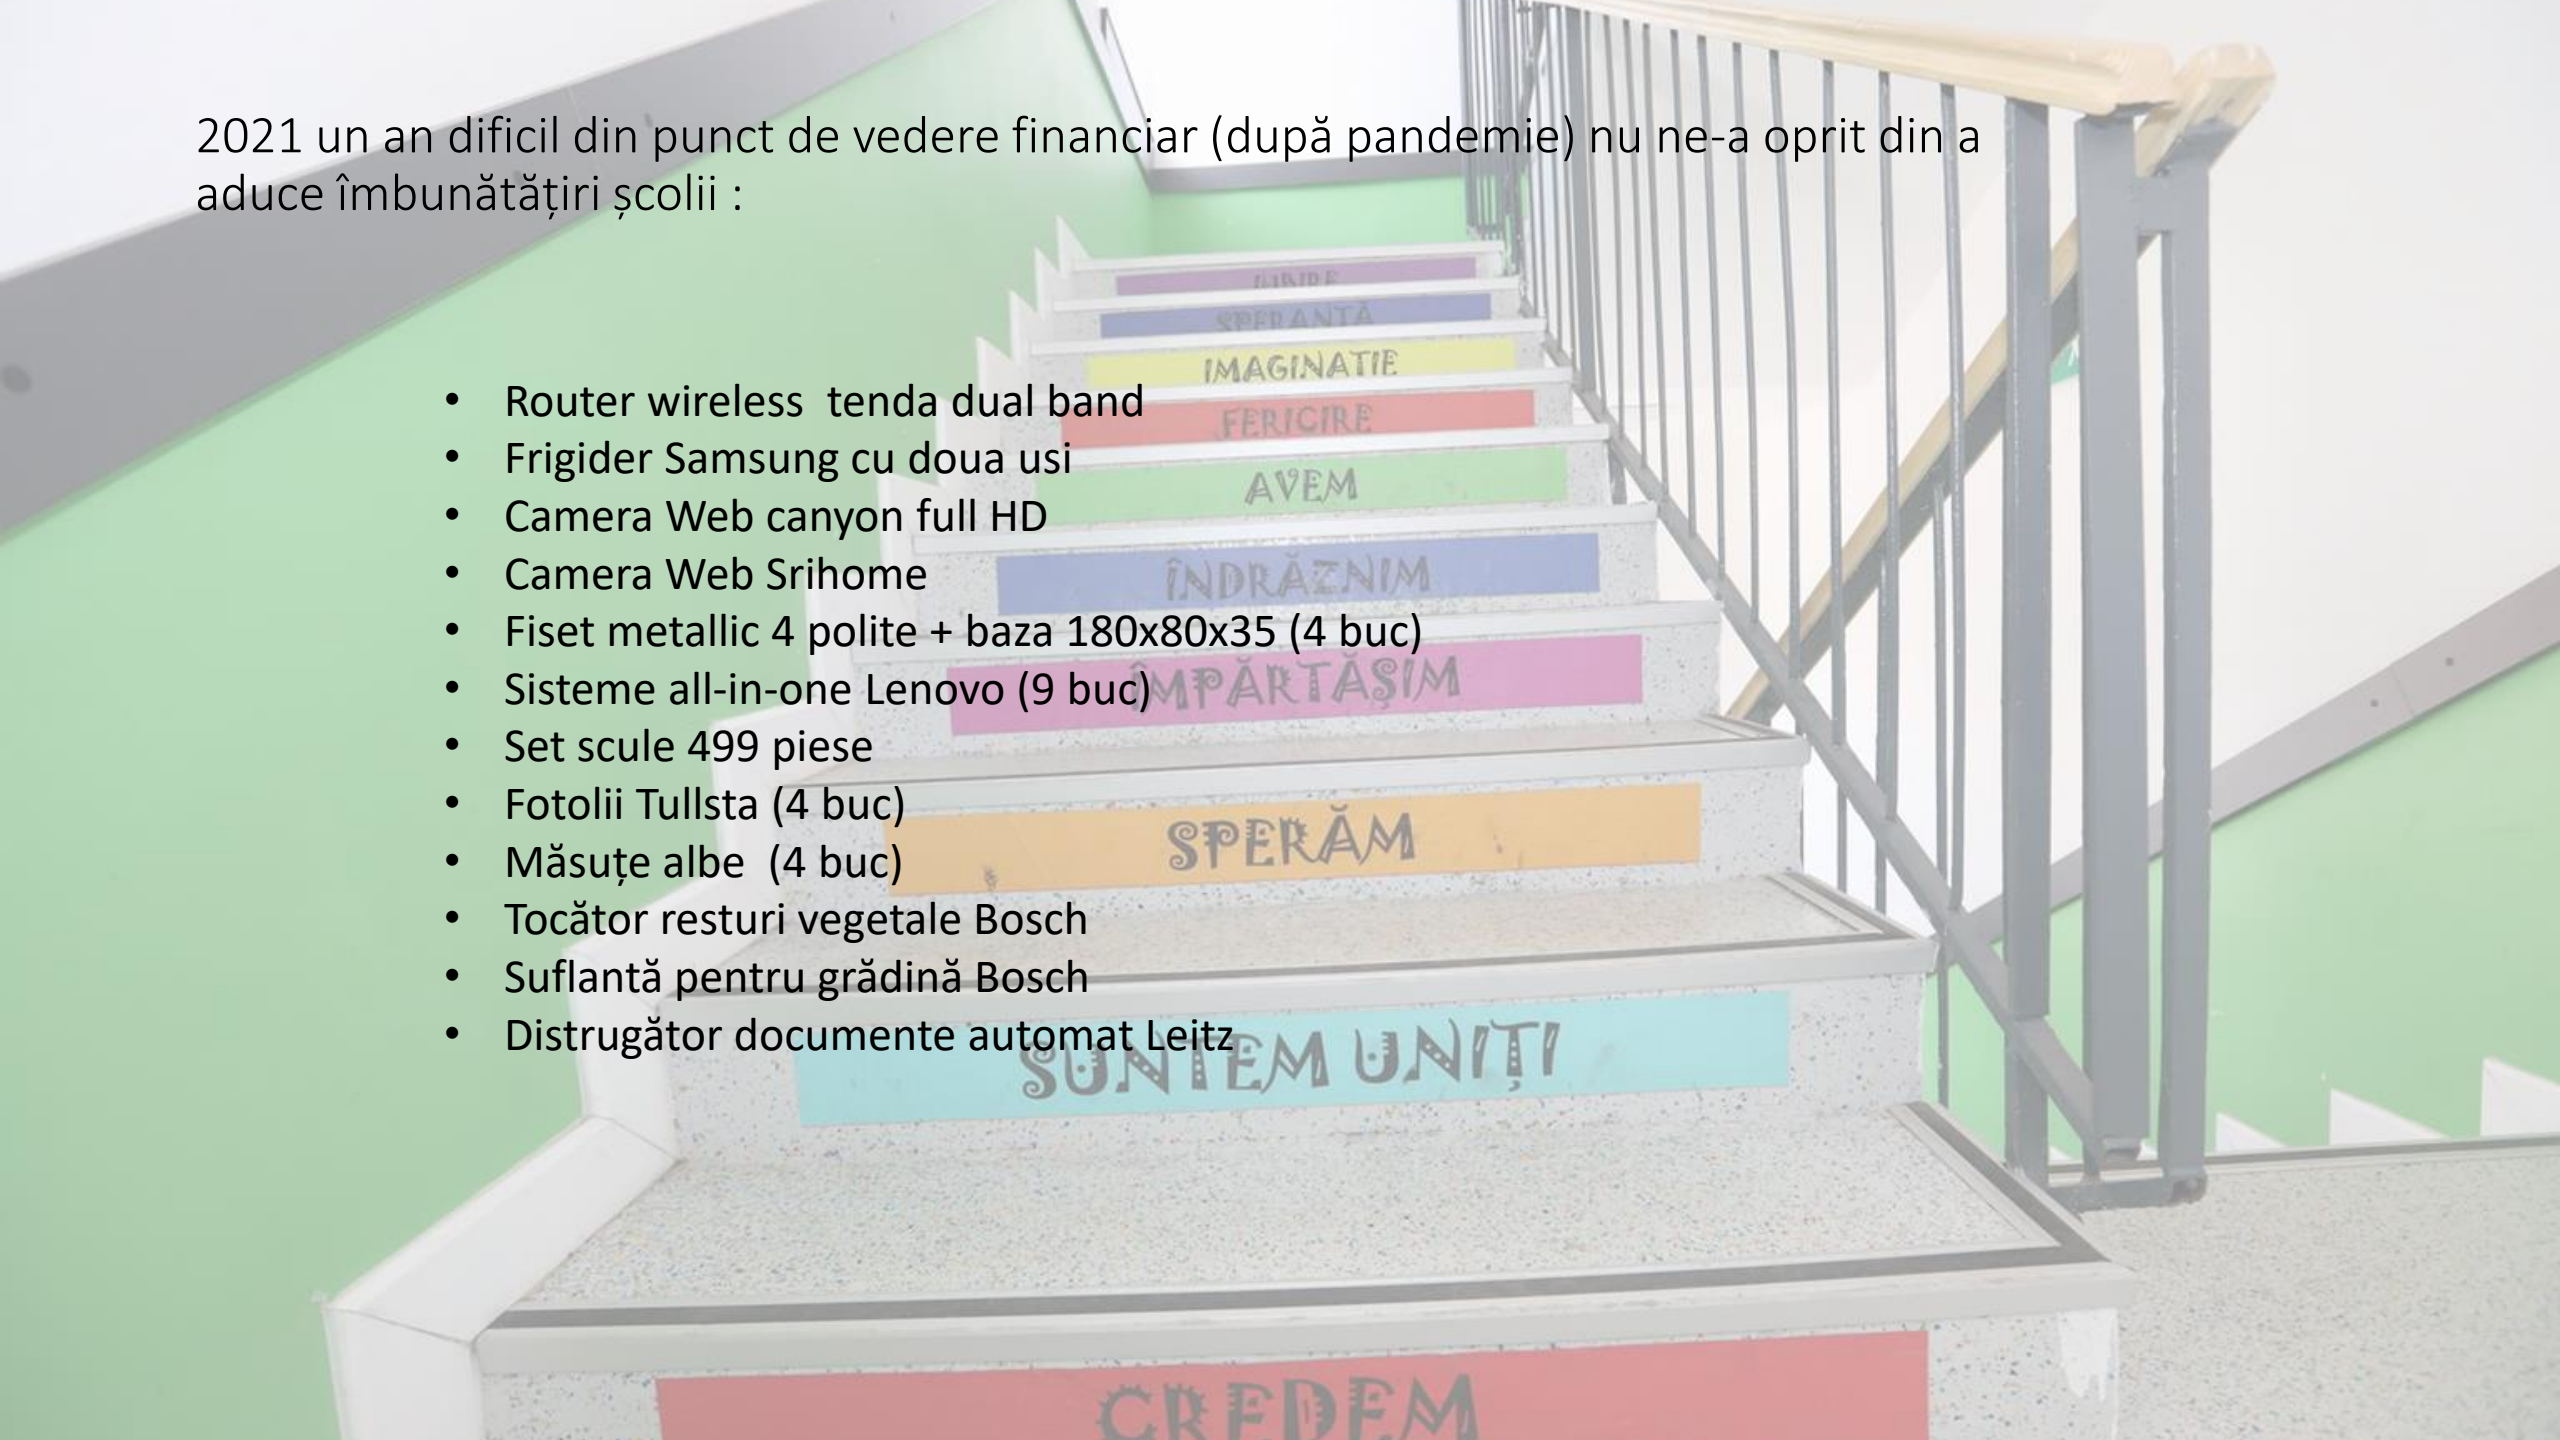 2021 un an dificil din punct de vedere financiar (după pandemie) nu ne-a oprit din a
aduce îmbunătățiri școlii :
• Router wireless  tenda dual band
• Frigider Samsung cu doua usi
• Camera Web canyon full HD
• Camera Web Srihome
• Fiset metallic 4 polite + baza 180x80x35 (4 buc)
• Sisteme all-in-one Lenovo (9 buc)
• Set scule 499 piese
• Fotolii Tullsta (4 buc)
• Măsuțe albe  (4 buc)
• Tocător resturi vegetale Bosch
• Suflantă pentru grădină Bosch
• Distrugător documente automat Leitz
SPERANȚĂ
IMAGINATIE
FERICIRE
AVEM
ÎNDRĂZNIM
ÎMPĂRTĂȘIM
SPERĂM
SUNTEM UNIȚI
CREDEM